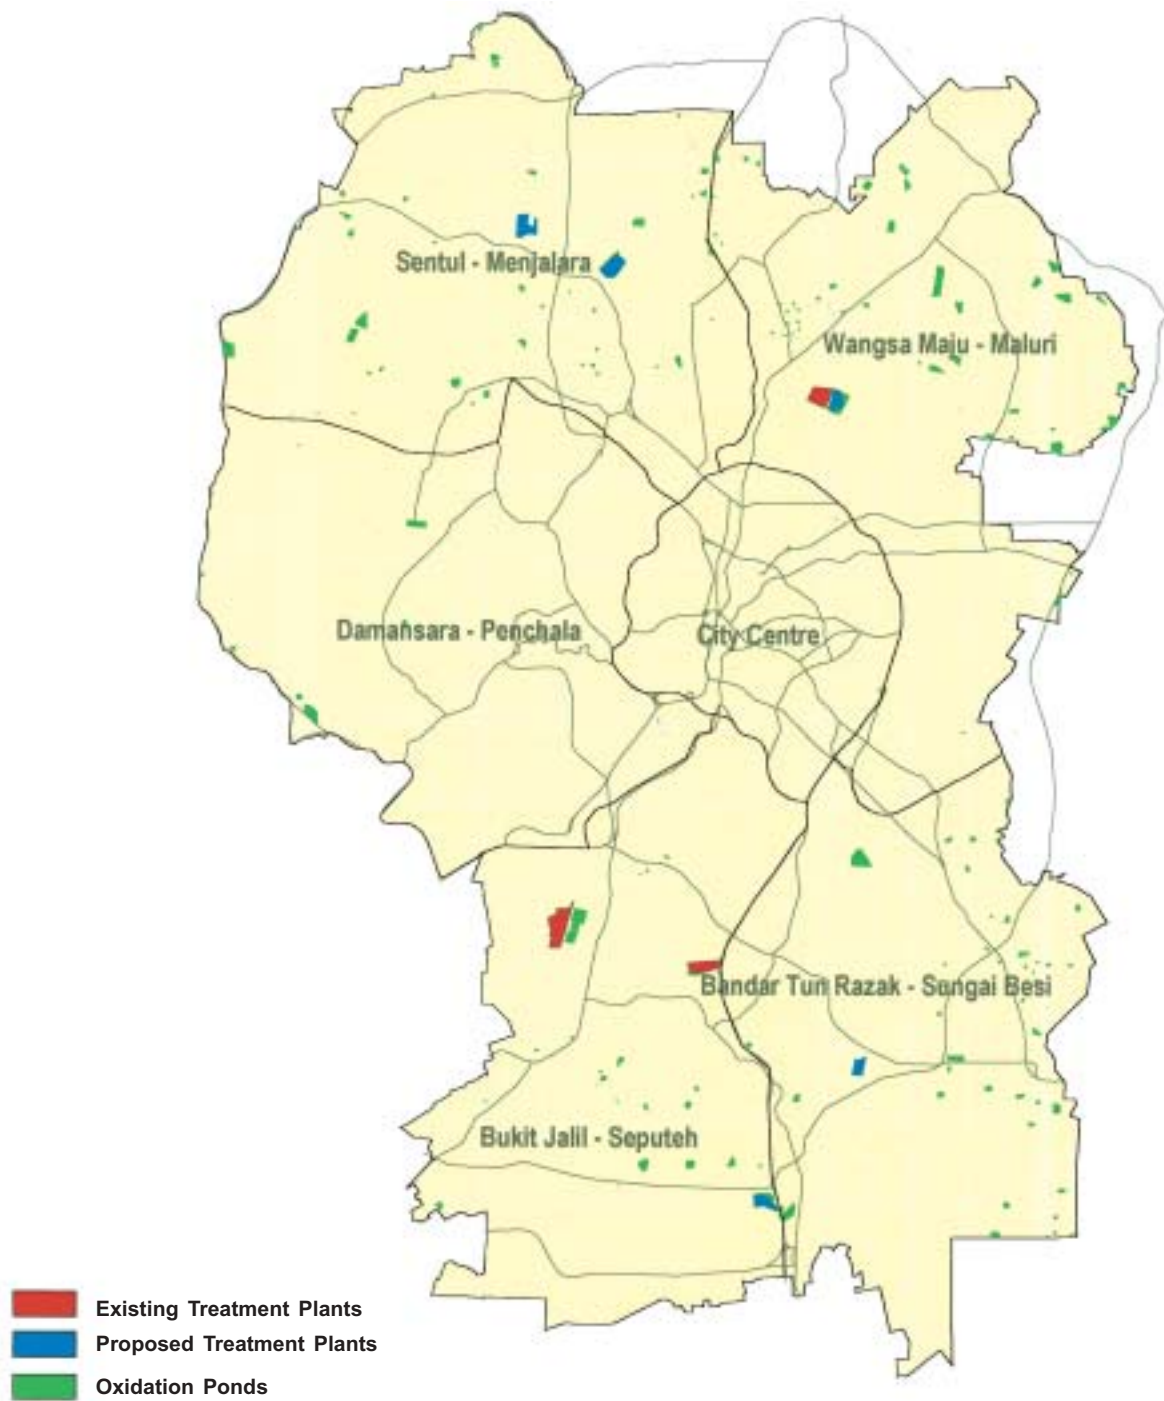 Sentul - Menjalara
Wangsa Maju - Maluri
Damansara - Penchala
City Centre
Bandar Tun Razak - Sungai Besi
Bukit Jalil - Seputeh
Existing Treatment Plants
Proposed Treatment Plants
Oxidation Ponds